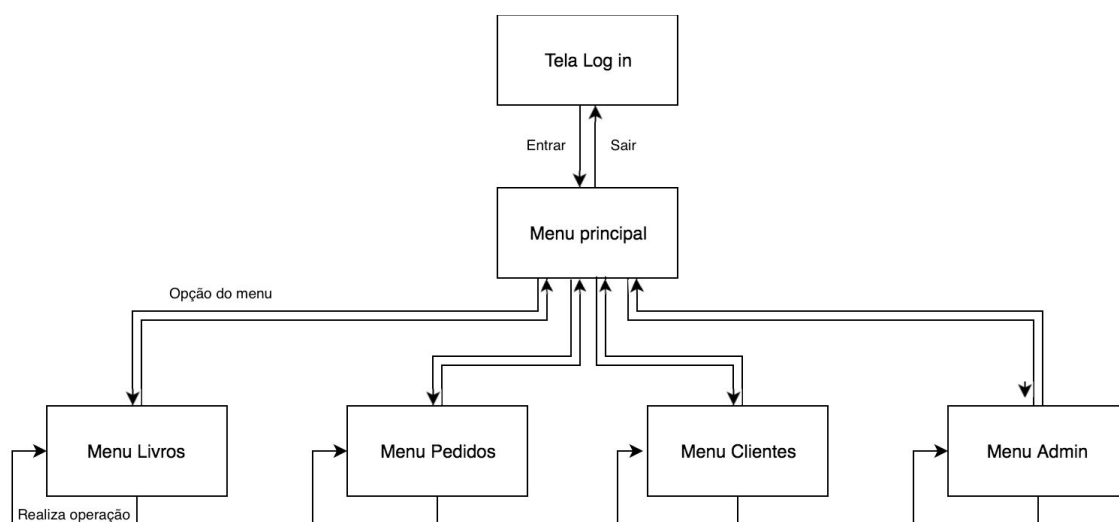 Tela Log in
Entrar
Sair
Menu principal
Opção do menu
Menu Livros
Menu Pedidos
Menu Clientes
Menu Admin
Realiza operação